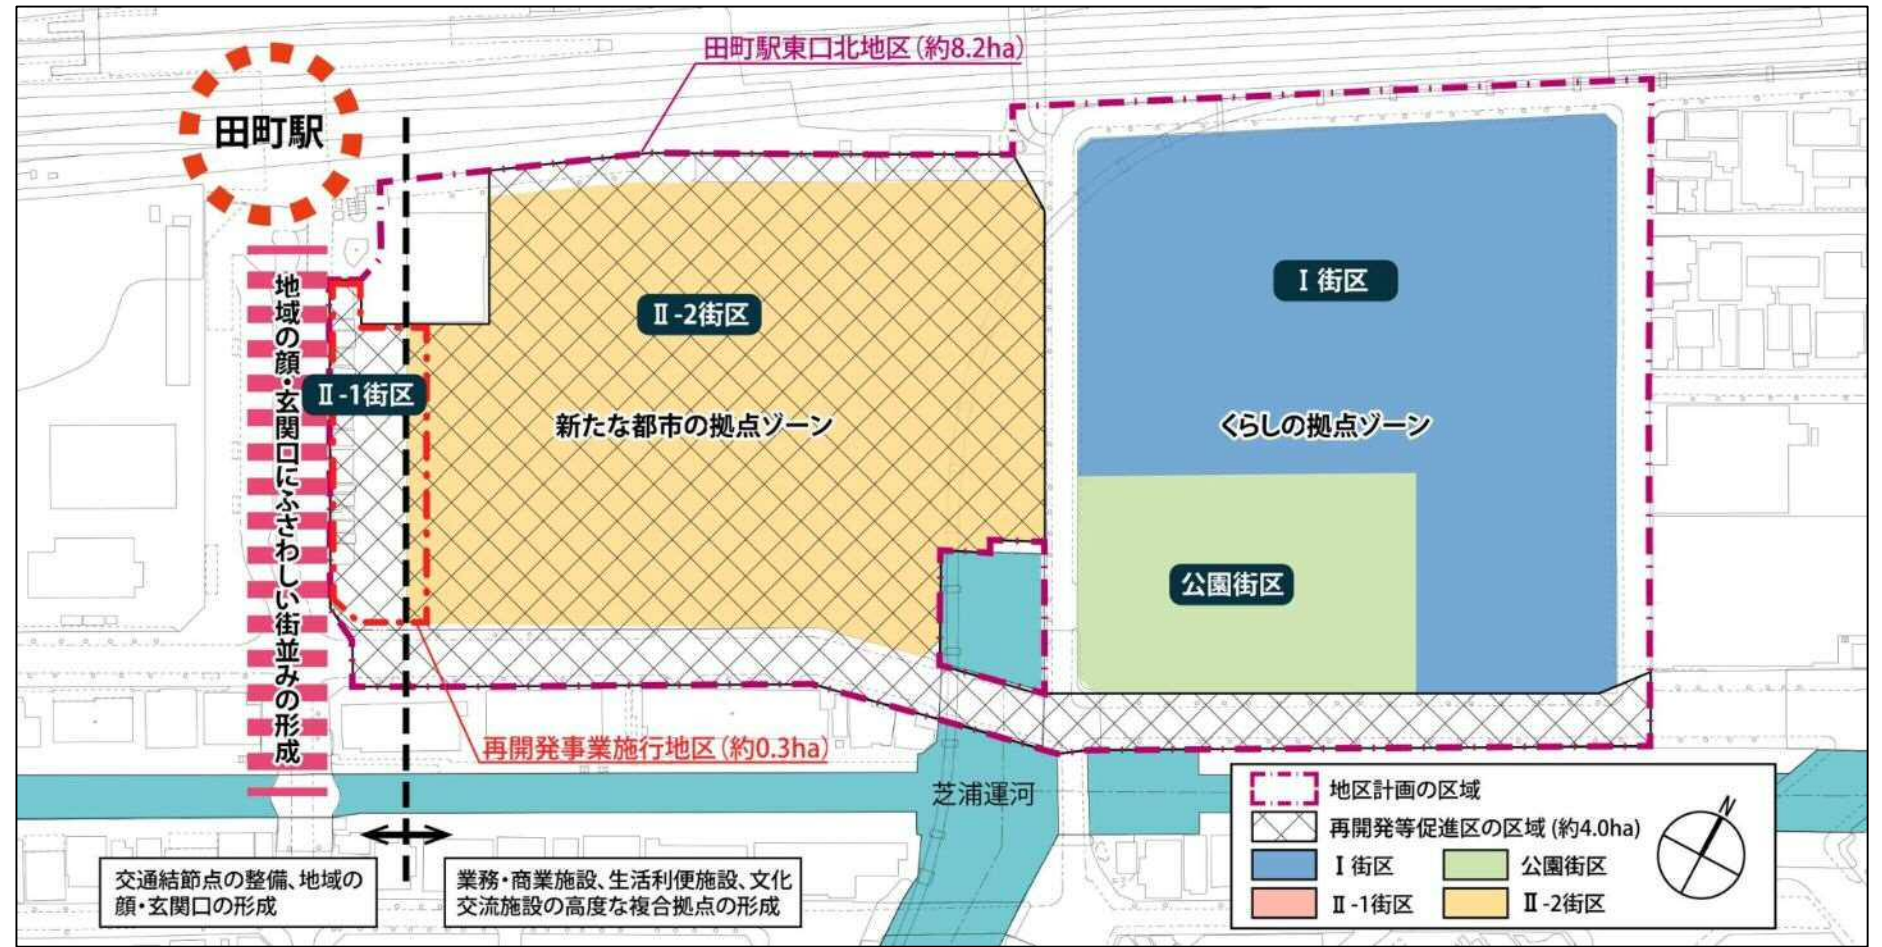 田町駅東口北地区（約8.2ha）
田町駅
Ⅰ街区
Ⅱ-2街区
地域の顔・玄関口にふさわしい街並みの形成
Ⅱ-1街区
新たな都市の拠点ゾーン
くらしの拠点ゾーン
公園街区
再開発事業施行地区（約0.3ha）
芝浦運河
交通結節点の整備、地域の
顔・玄関口の形成
業務・商業施設、生活利便施設、文化
交流施設の高度な複合拠点の形成
地区計画の区域
再開発等促進区の区域（約4.0ha）
Ⅰ街区
公園街区
Ⅱ-1街区
Ⅱ-2街区
N